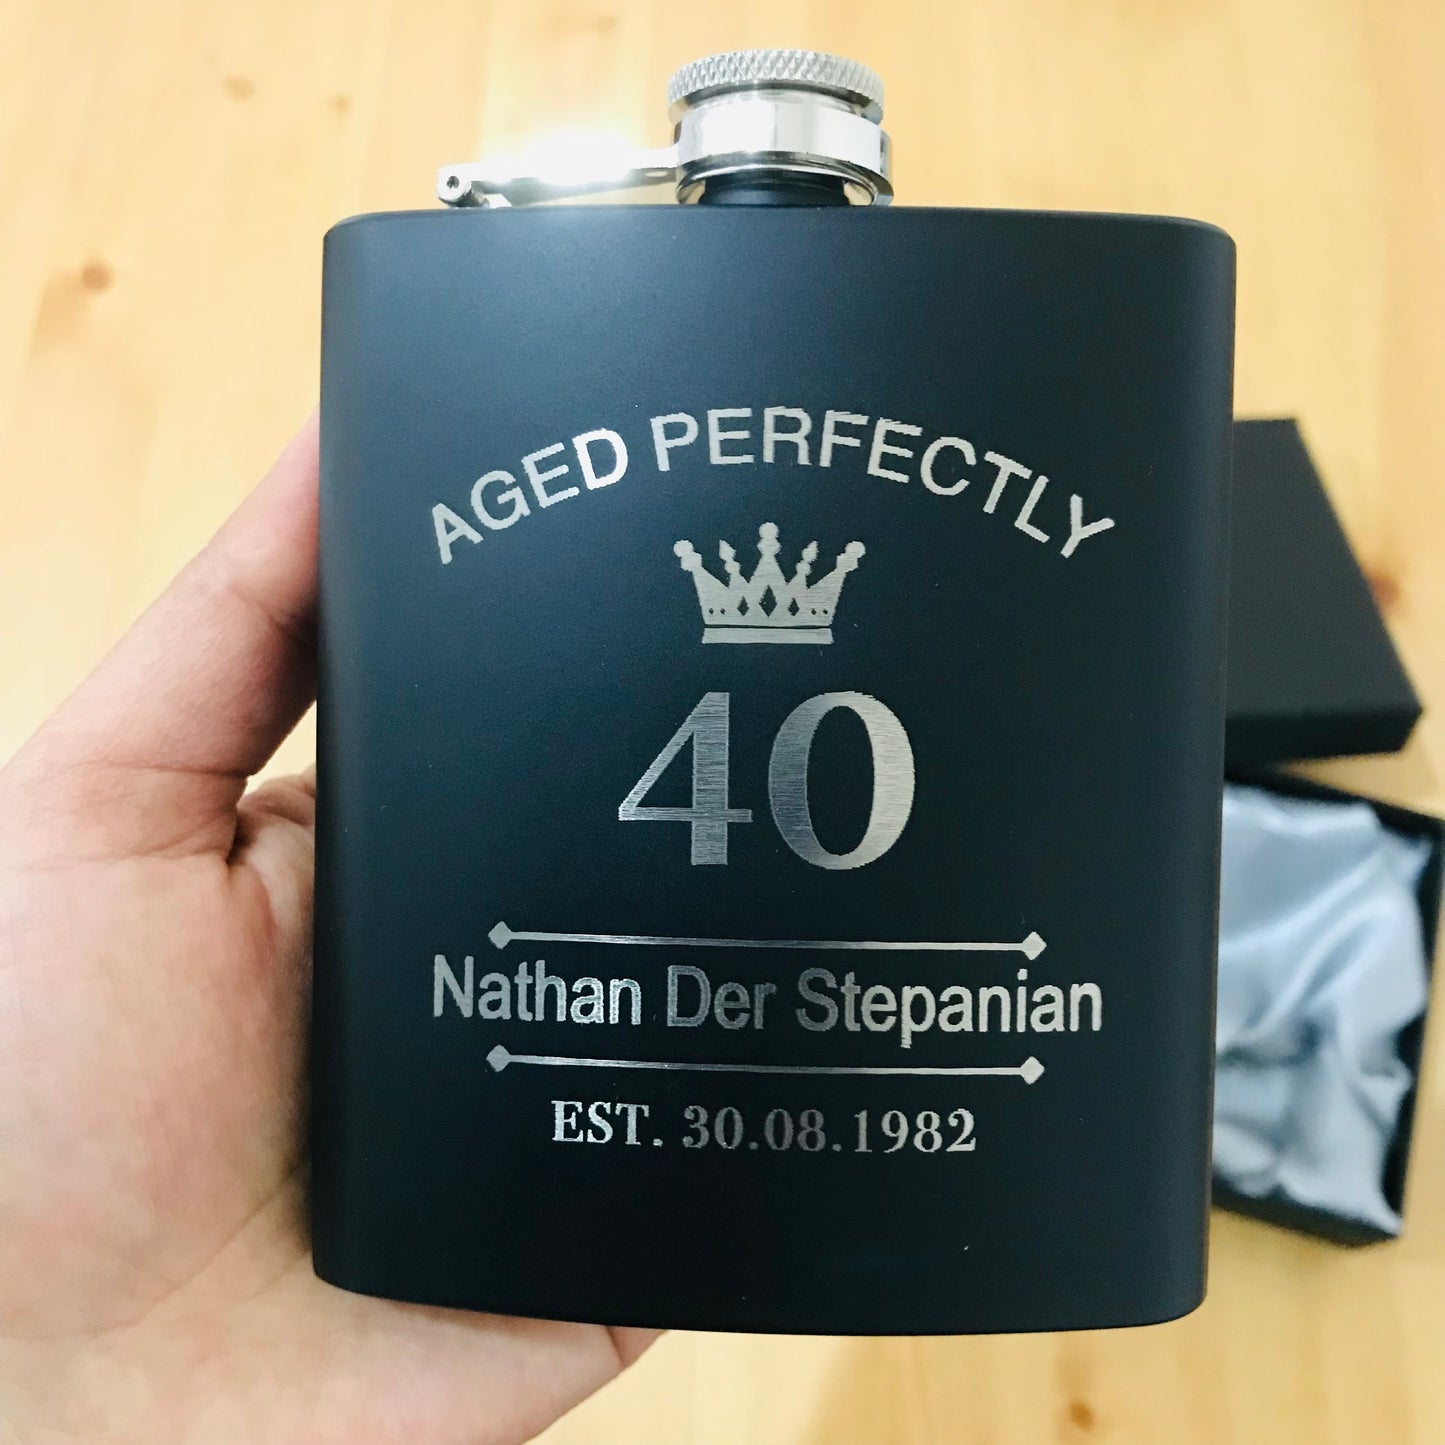 AGED PERFECTLY
40
Nathan Der Stepanian
EST. 30.08.1982